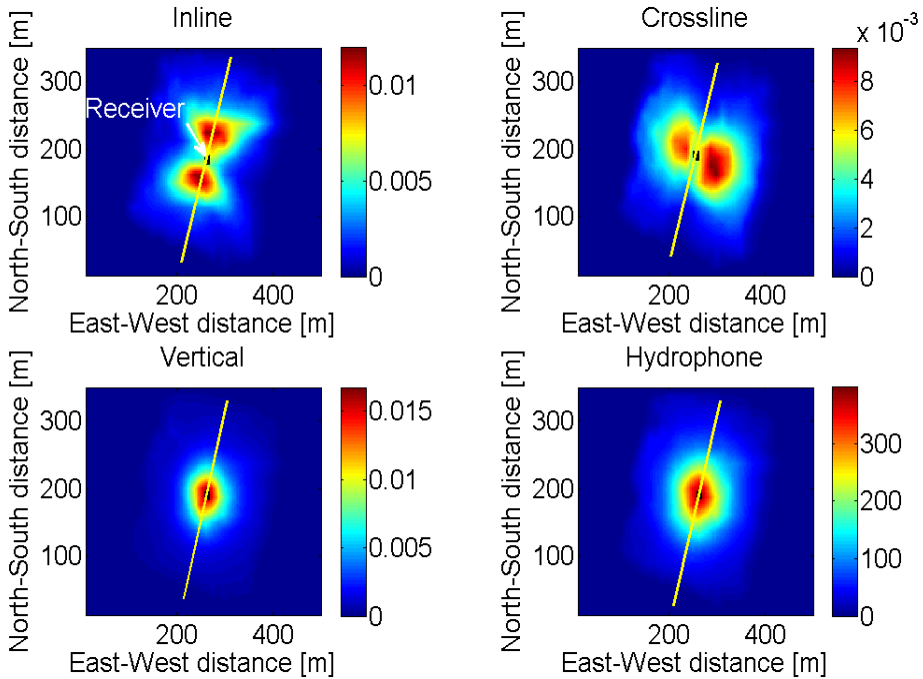 Inline
North-South distance [m]
300
200
100
200 400
East-West distance [m]
Receiver
0.01
0.005
0
Crossline
North-South distance [m]
300
200
100
200 400
East-West distance [m]
x 10⁻³
8
6
4
2
0
Vertical
North-South distance [m]
300
200
100
200 400
East-West distance [m]
0.015
0.01
0.005
0
Hydrophone
North-South distance [m]
300
200
100
200 400
East-West distance [m]
300
200
100
0